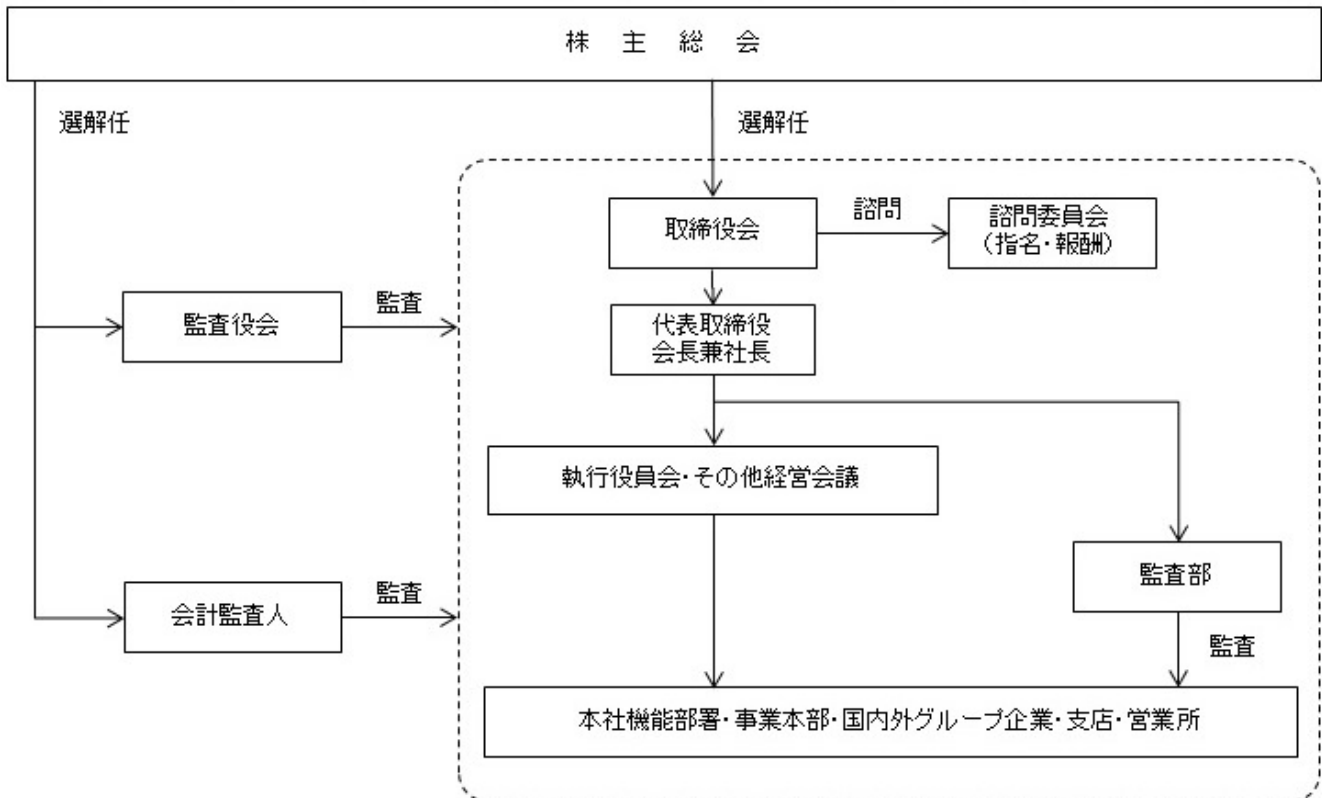 株主総会
選解任
選解任
取締役会
諮問
諮問委員会
(指名・報酬)
監査役会
監査
代表取締役
会長兼社長
執行役員会・その他経営会議
監査部
会計監査人
監査
監査
本社機能部署・事業本部・国内外グループ企業・支店・営業所